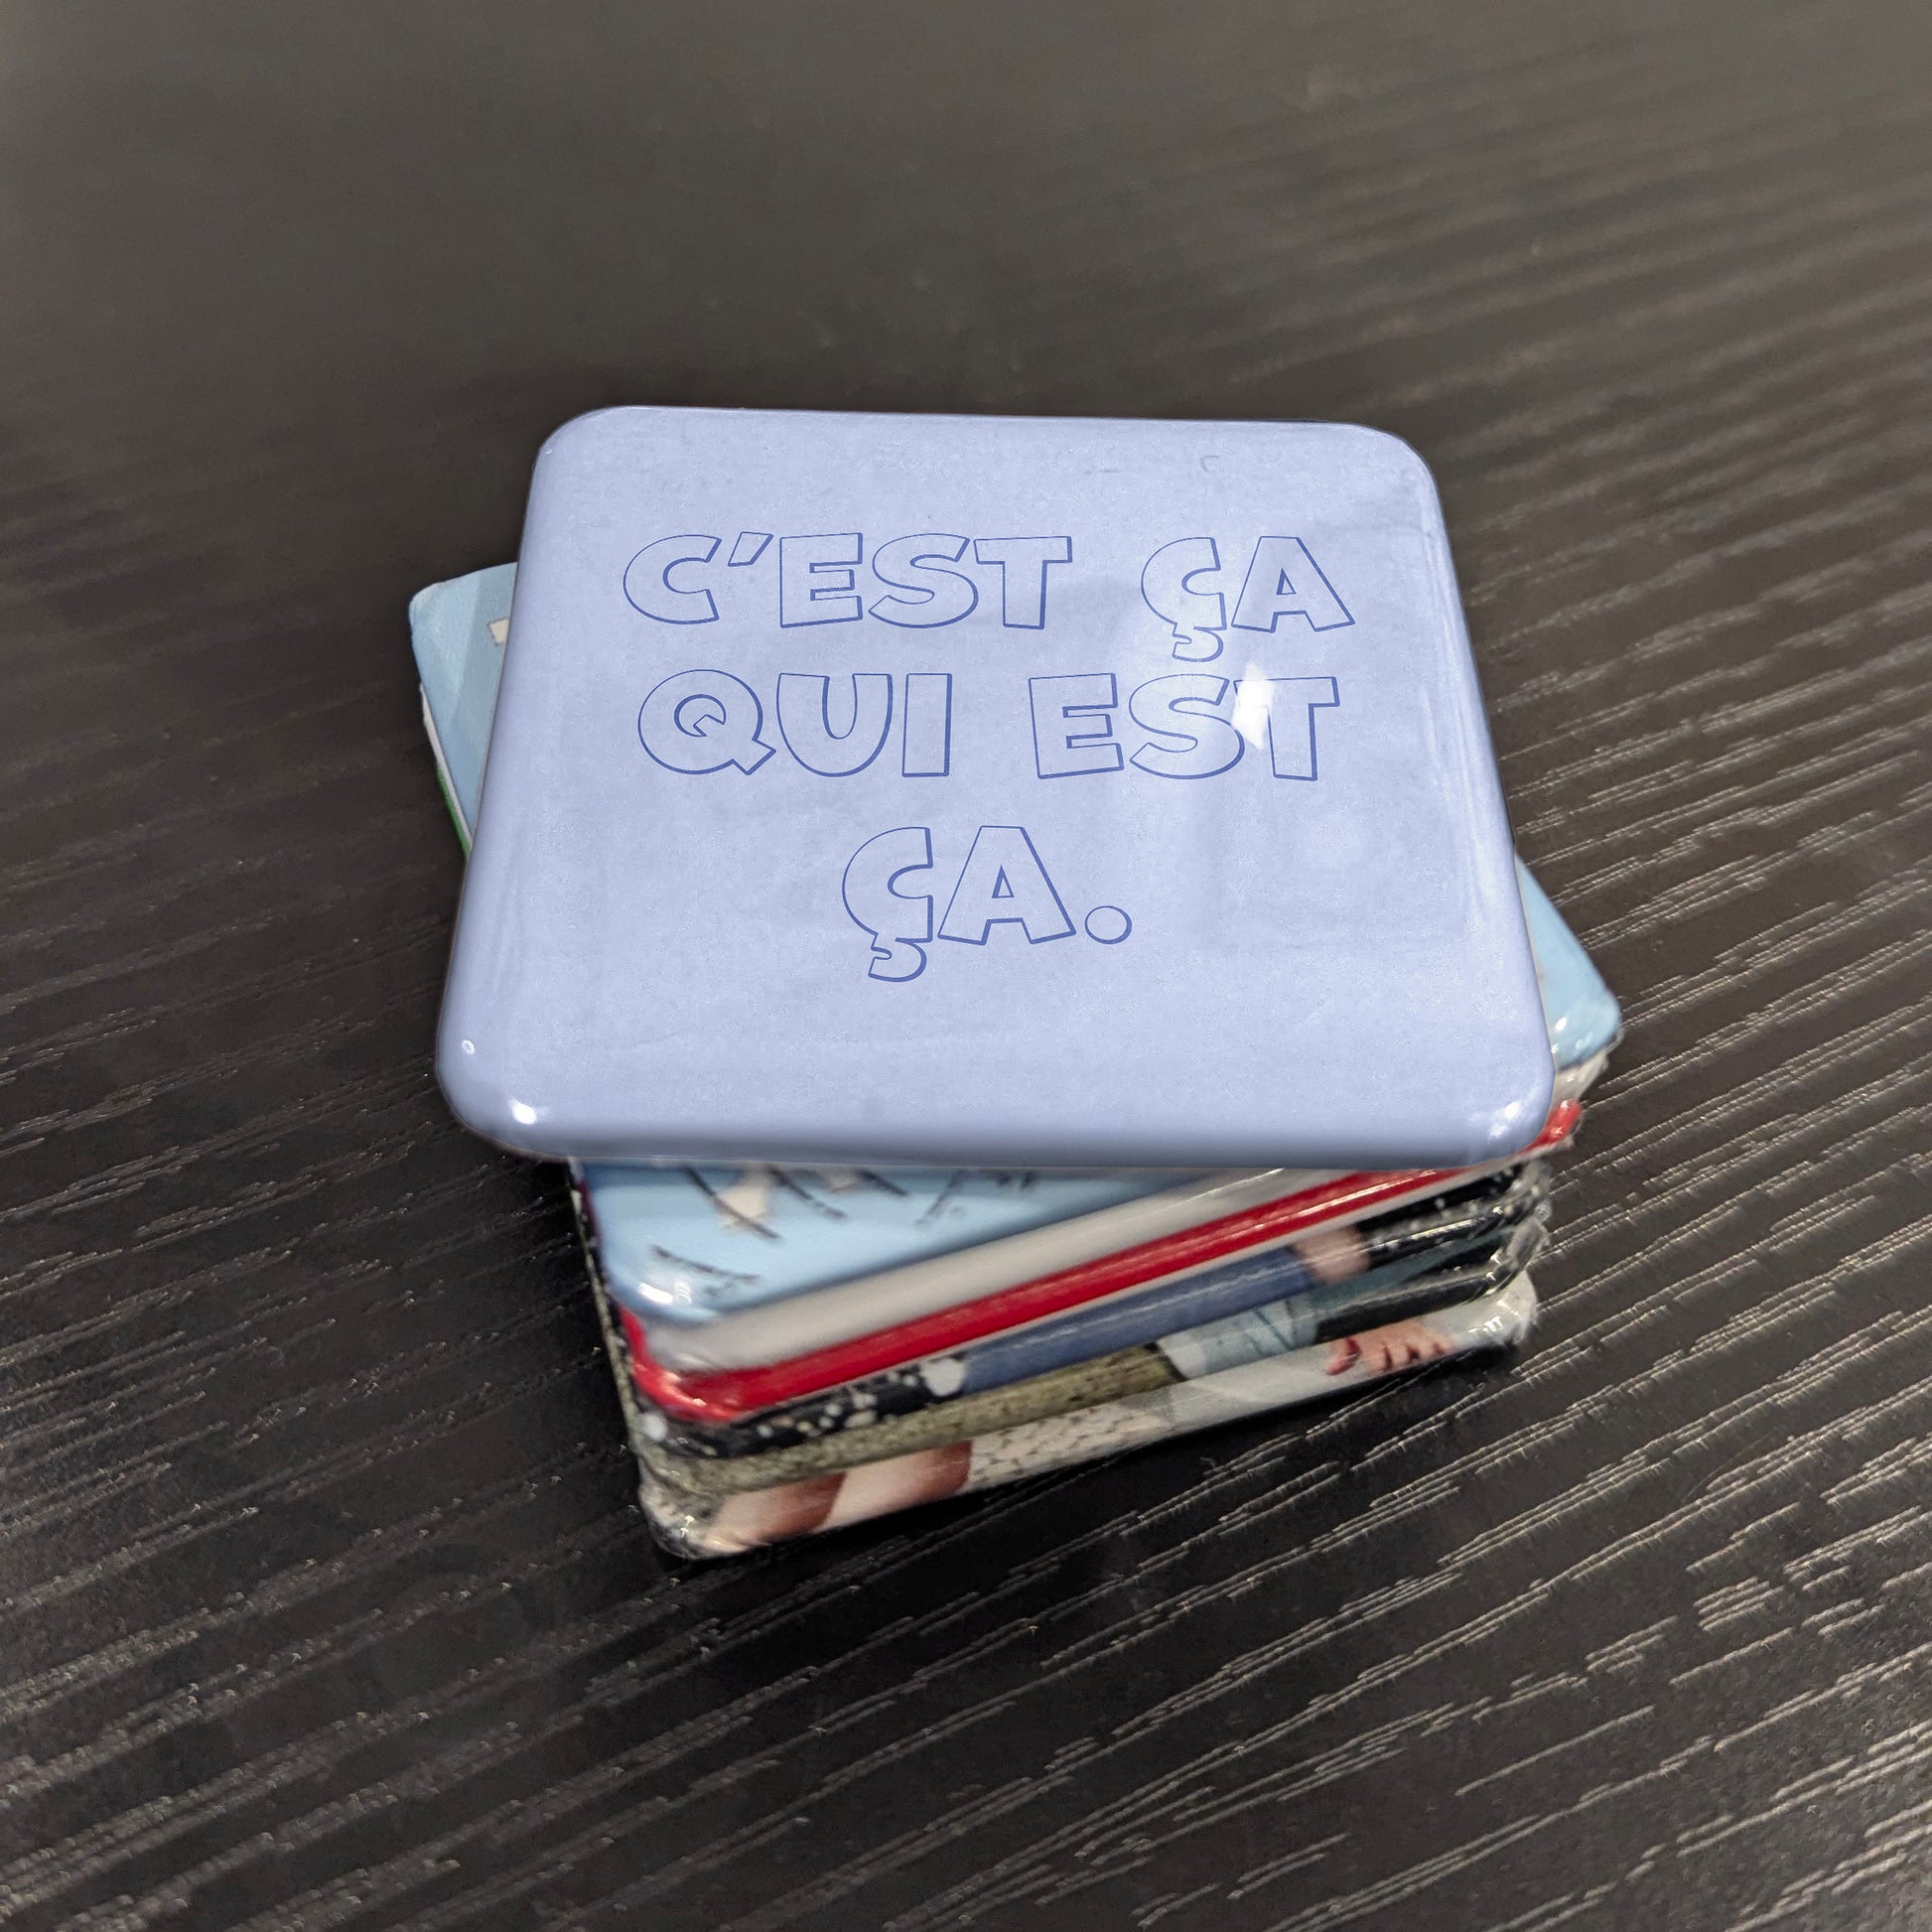 C'EST ÇA
QUI EST
ÇA.